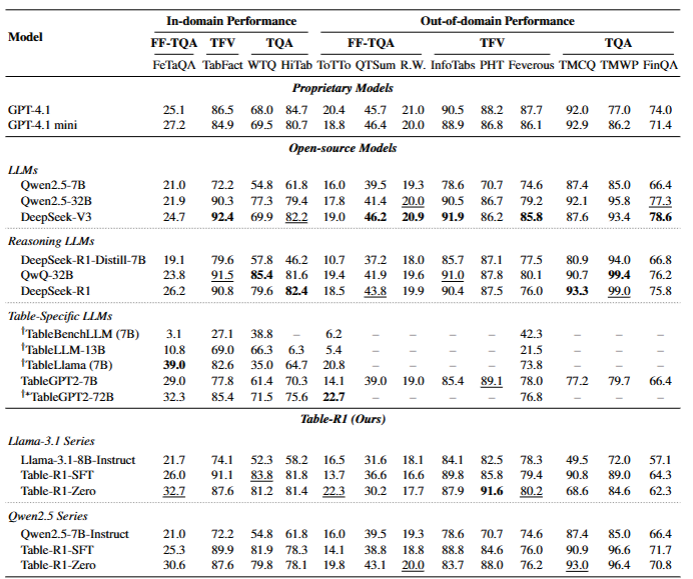 Model In-domain Performance Out-of-domain Performance
FF-TQA TFV TQA FF-TQA TFV TQA
FeTaQA TabFact WTQ HiTab ToTTo QTSum R.W. InfoTabs PHT Feverous TMCQ TMWP FinQA
Proprietary Models
GPT-4.1 25.1 86.5 68.0 84.7 20.4 45.7 21.0 90.5 88.2 87.7 92.0 77.0 74.0
GPT-4.1 mini 27.2 84.9 69.5 80.7 18.8 46.4 20.0 88.9 86.8 86.1 92.9 86.2 71.4
Open-source Models
LLMs
Qwen2.5-7B 21.0 72.2 54.8 61.8 16.0 39.5 19.3 78.6 70.7 74.6 87.4 85.0 66.4
Qwen2.5-32B 21.9 90.3 77.3 79.4 17.8 41.4 20.0 90.5 86.7 79.2 92.1 95.8 77.3
DeepSeek-V3 24.7 92.4 69.9 82.2 19.0 46.2 20.9 91.9 86.2 85.8 87.6 93.4 78.6
Reasoning LLMs
DeepSeek-R1-Distill-7B 19.1 79.6 57.8 46.2 10.7 37.2 18.0 85.7 87.1 77.5 80.9 94.0 66.8
QwQ-32B 23.8 91.5 85.4 81.6 19.4 41.9 19.6 91.0 87.8 80.1 90.7 99.4 76.2
DeepSeek-R1 26.2 90.8 79.6 82.4 18.5 43.8 19.9 90.4 87.5 76.0 93.3 99.0 75.8
Table-Specific LLMs
†TableBenchLLM (7B) 3.1 27.1 38.8 – 6.2 – – – – 42.3 – – –
†TableLLM-13B 10.8 69.0 66.3 6.3 5.4 – – – – 21.5 – – –
†TableLlama (7B) 39.0 82.6 35.0 64.7 20.8 – – – – 73.8 – – –
TableGPT2-7B 29.0 77.8 61.4 70.3 14.1 39.0 19.0 85.4 89.1 78.0 77.2 79.7 66.4
†*TableGPT2-72B 32.3 85.4 71.5 75.6 22.7 – – – – 76.8 – – –
Table-R1 (Ours)
Llama-3.1 Series
Llama-3.1-8B-Instruct 21.7 74.1 52.3 58.2 16.5 31.6 18.1 84.1 82.5 78.3 49.5 72.0 57.1
Table-R1-SFT 26.0 91.1 83.8 81.8 13.7 36.6 16.6 89.8 85.8 79.4 90.8 89.0 64.3
Table-R1-Zero 32.7 87.6 81.2 81.4 22.3 30.2 17.7 87.9 91.6 80.2 68.6 84.6 62.3
Qwen2.5 Series
Qwen2.5-7B-Instruct 21.0 72.2 54.8 61.8 16.0 39.5 19.3 78.6 70.7 74.6 87.4 85.0 66.4
Table-R1-SFT 25.3 89.9 81.9 78.3 14.1 38.8 18.8 88.8 84.6 76.0 90.9 96.6 71.7
Table-R1-Zero 30.6 87.6 79.8 78.1 19.8 43.1 20.0 83.7 88.0 76.2 93.0 96.4 70.8